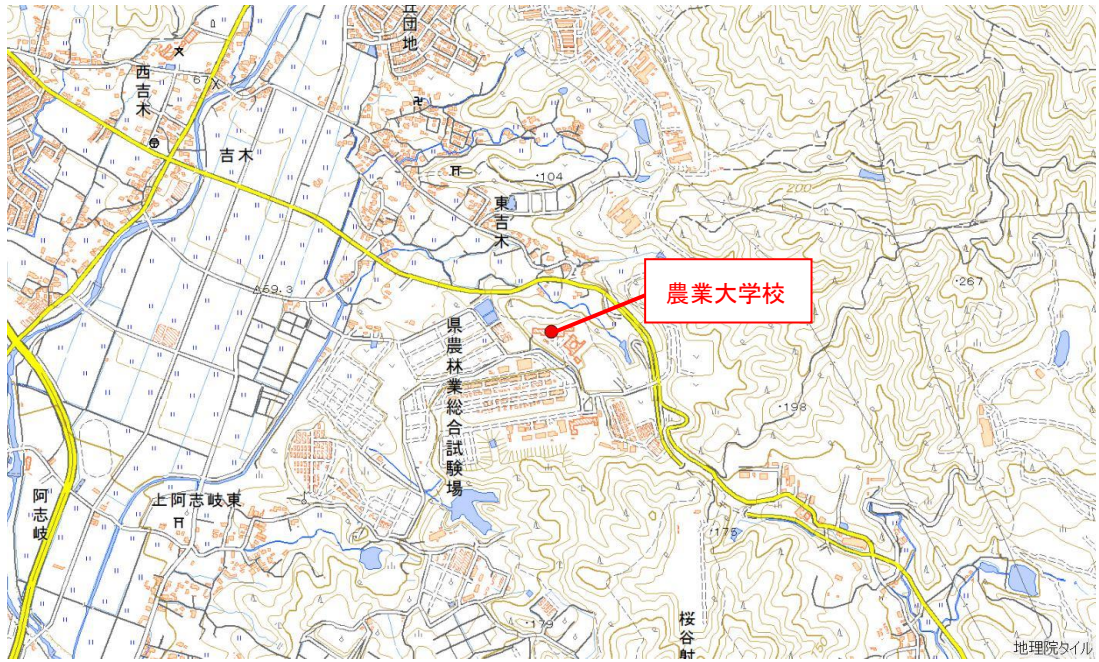 丘団地
西吉木
67
吉木
・104
東吉木
200
・267
農業大学校
69.3
県農林業総合試験場
・198
阿志岐
上阿志岐東
・175
・179
桜谷射
地理院タイル